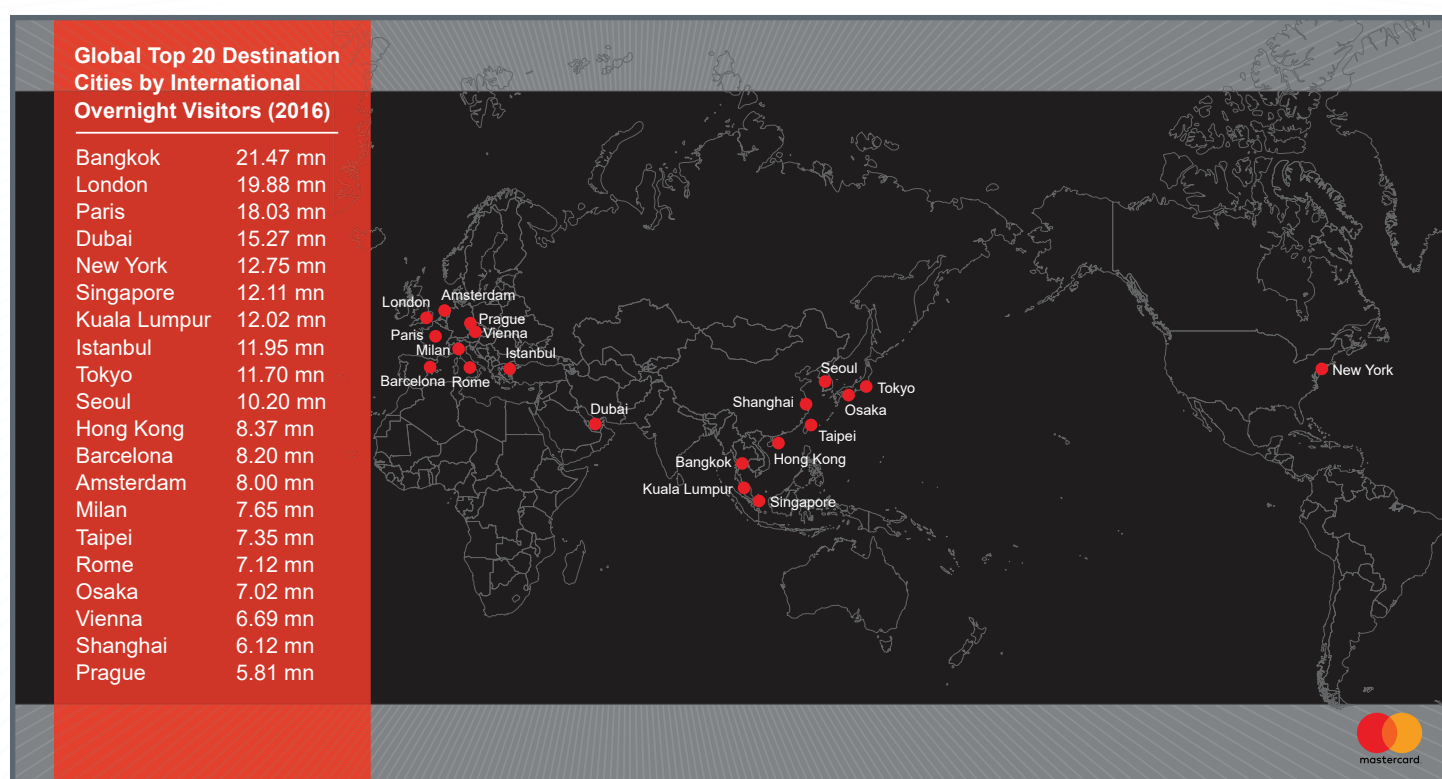 Global Top 20 Destination
Cities by International
Overnight Visitors (2016)
Bangkok 21.47 mn
London 19.88 mn
Paris 18.03 mn
Dubai 15.27 mn
New York 12.75 mn
Singapore 12.11 mn
Kuala Lumpur 12.02 mn
Istanbul 11.95 mn
Tokyo 11.70 mn
Seoul 10.20 mn
Hong Kong 8.37 mn
Barcelona 8.20 mn
Amsterdam 8.00 mn
Milan 7.65 mn
Taipei 7.35 mn
Rome 7.12 mn
Osaka 7.02 mn
Vienna 6.69 mn
Shanghai 6.12 mn
Prague 5.81 mn
Amsterdam
London
Prague
Vienna
Paris
Milan
Istanbul
Barcelona
Rome
Dubai
Seoul
Tokyo
Osaka
Shanghai
Taipei
Hong Kong
Bangkok
Kuala Lumpur
Singapore
New York
mastercard